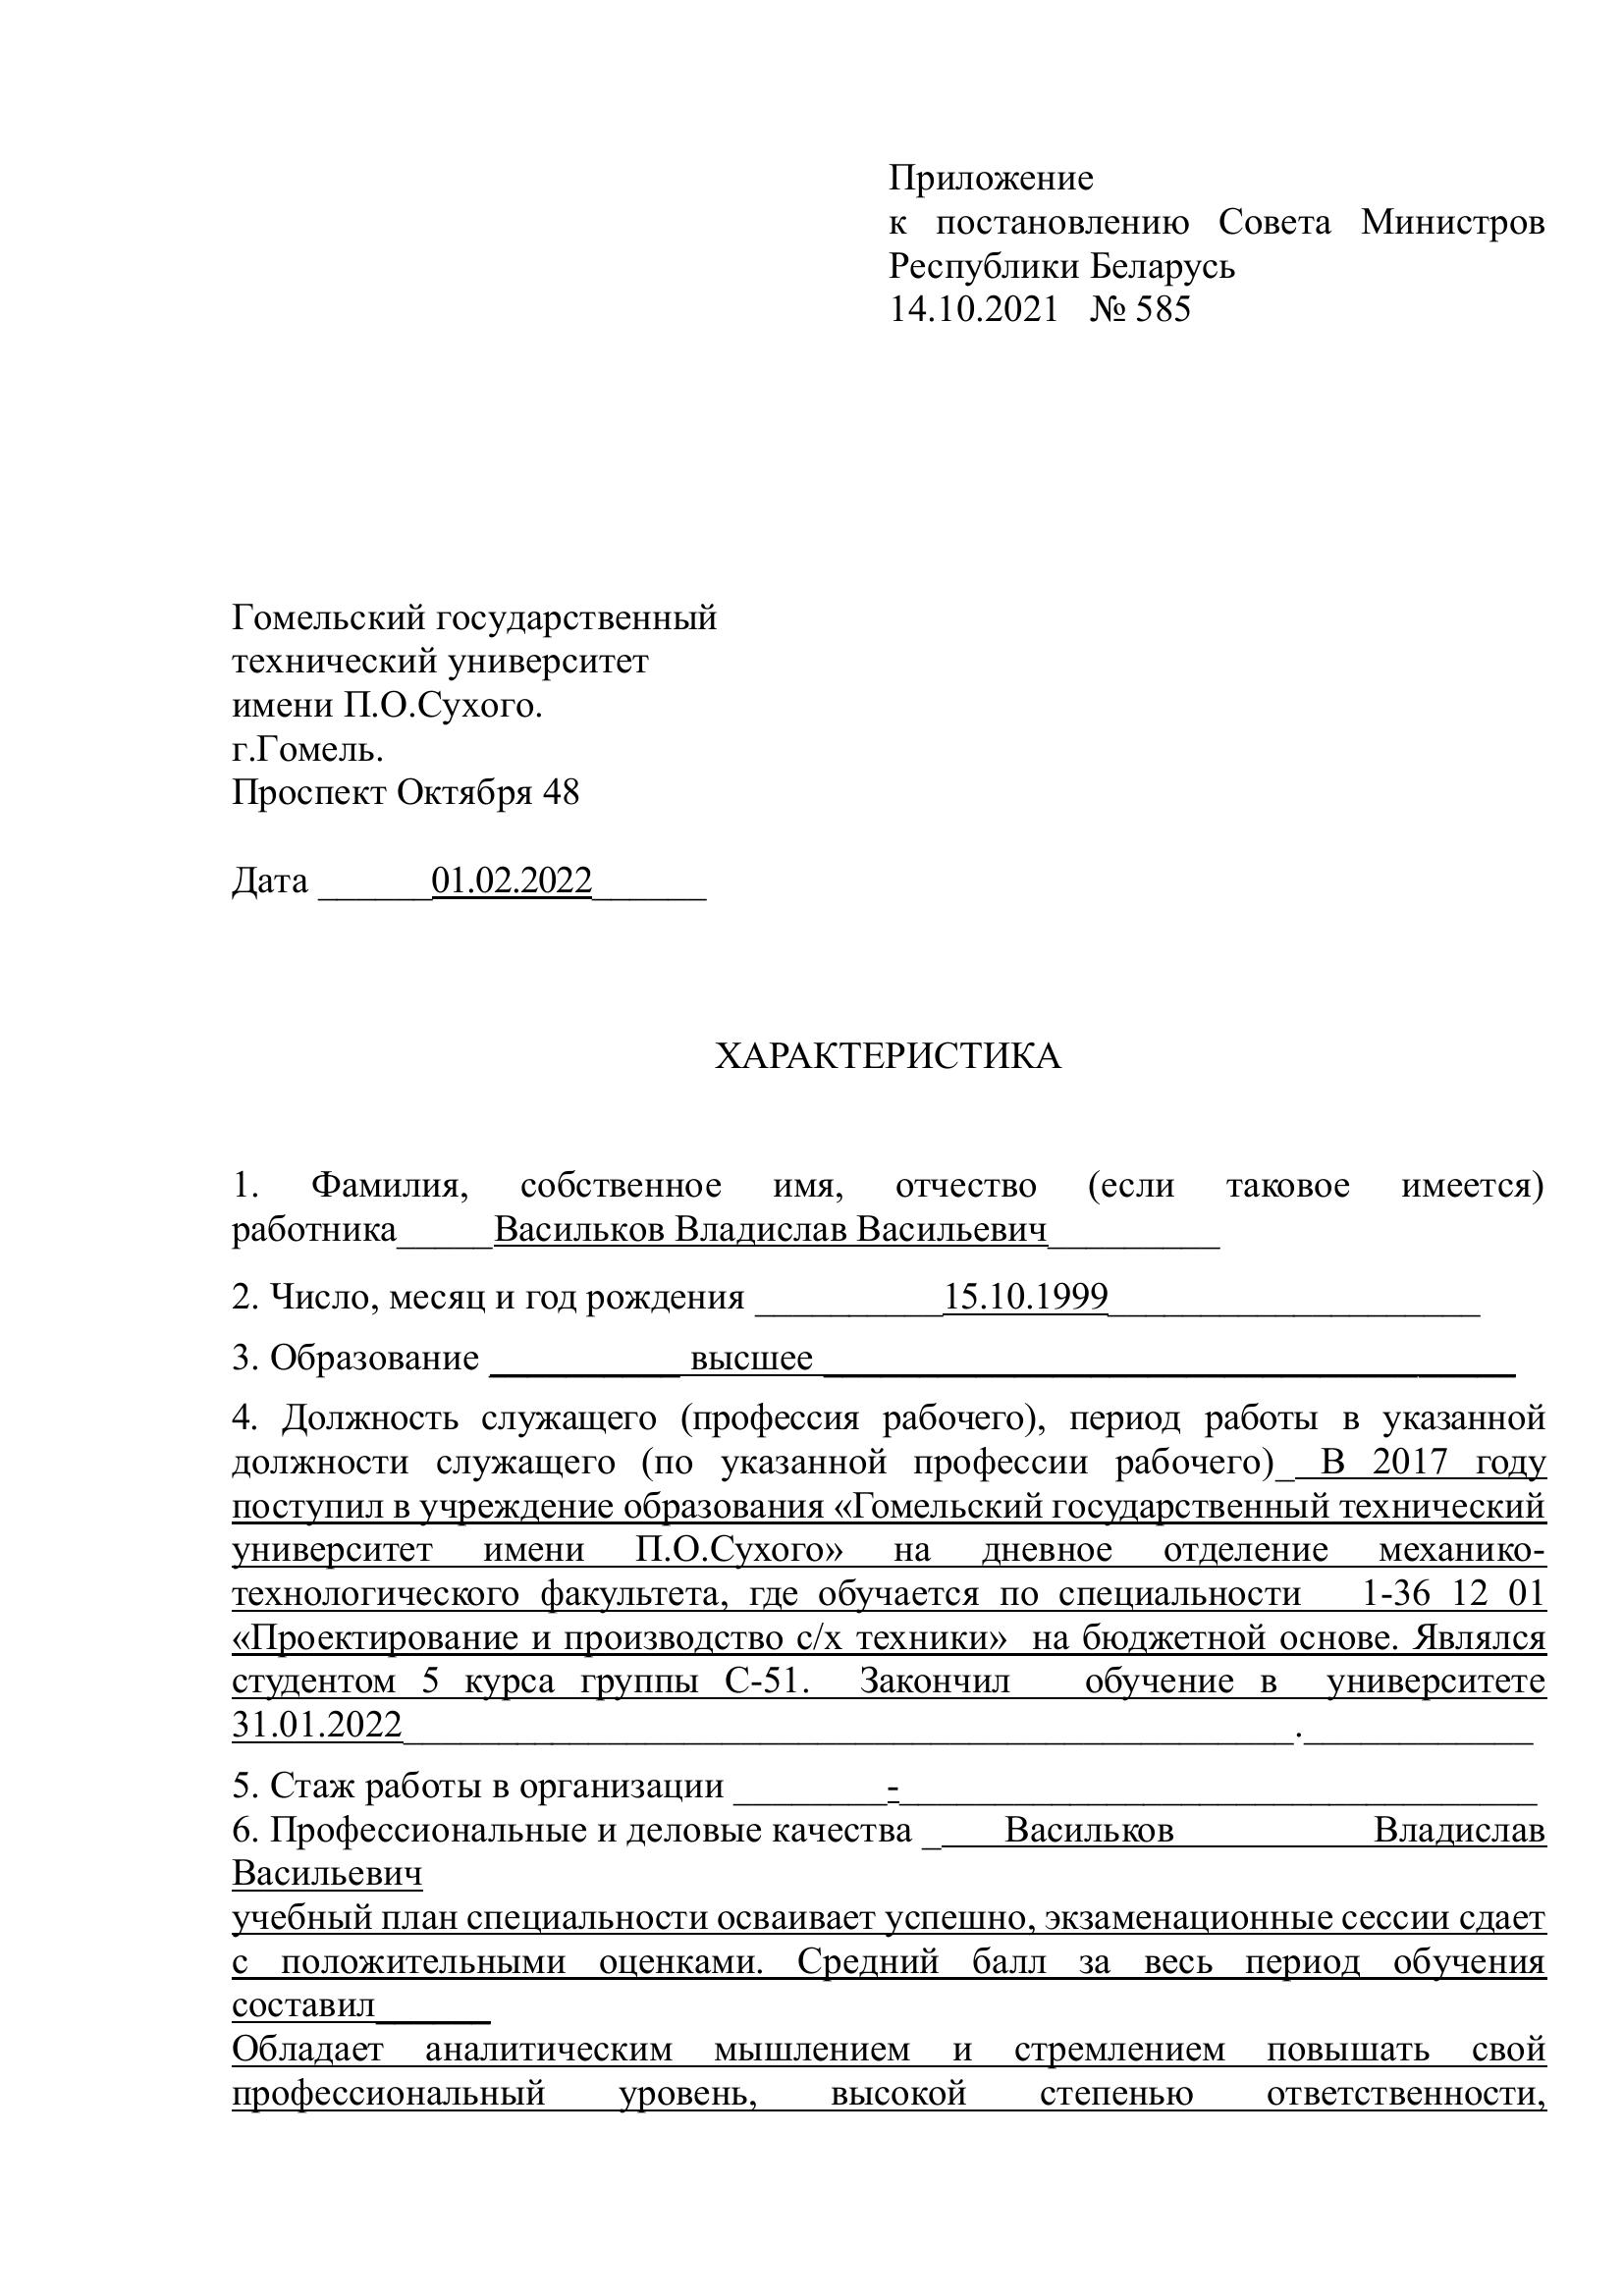 Приложение
к постановлению Совета Министров
Республики Беларусь
14.10.2021 № 585
Гомельский государственный
технический университет
имени П.О.Сухого.
г.Гомель.
Проспект Октября 48
Дата ______01.02.2022______
ХАРАКТЕРИСТИКА
1. Фамилия, собственное имя, отчество (если таковое имеется)
работника_____Васильков Владислав Васильевич_________
2. Число, месяц и год рождения __________15.10.1999____________________
3. Образование __________ высшее _____________________________________
4. Должность служащего (профессия рабочего), период работы в указанной
должности служащего (по указанной профессии рабочего)_ В 2017 году
поступил в учреждение образования «Гомельский государственный технический
университет имени П.О.Сухого» на дневное отделение механико-
технологического факультета, где обучается по специальности 1-36 12 01
«Проектирование и производство с/х техники» на бюджетной основе. Являлся
студентом 5 курса группы С-51. Закончил обучение в университете
31.01.2022_______________________________________________.____________
5. Стаж работы в организации ________-__________________________________
6. Профессиональные и деловые качества _ Васильков Владислав
Васильевич
учебный план специальности осваивает успешно, экзаменационные сессии сдает
с положительными оценками. Средний балл за весь период обучения
составил______
Обладает аналитическим мышлением и стремлением повышать свой
профессиональный уровень, высокой степенью ответственности,